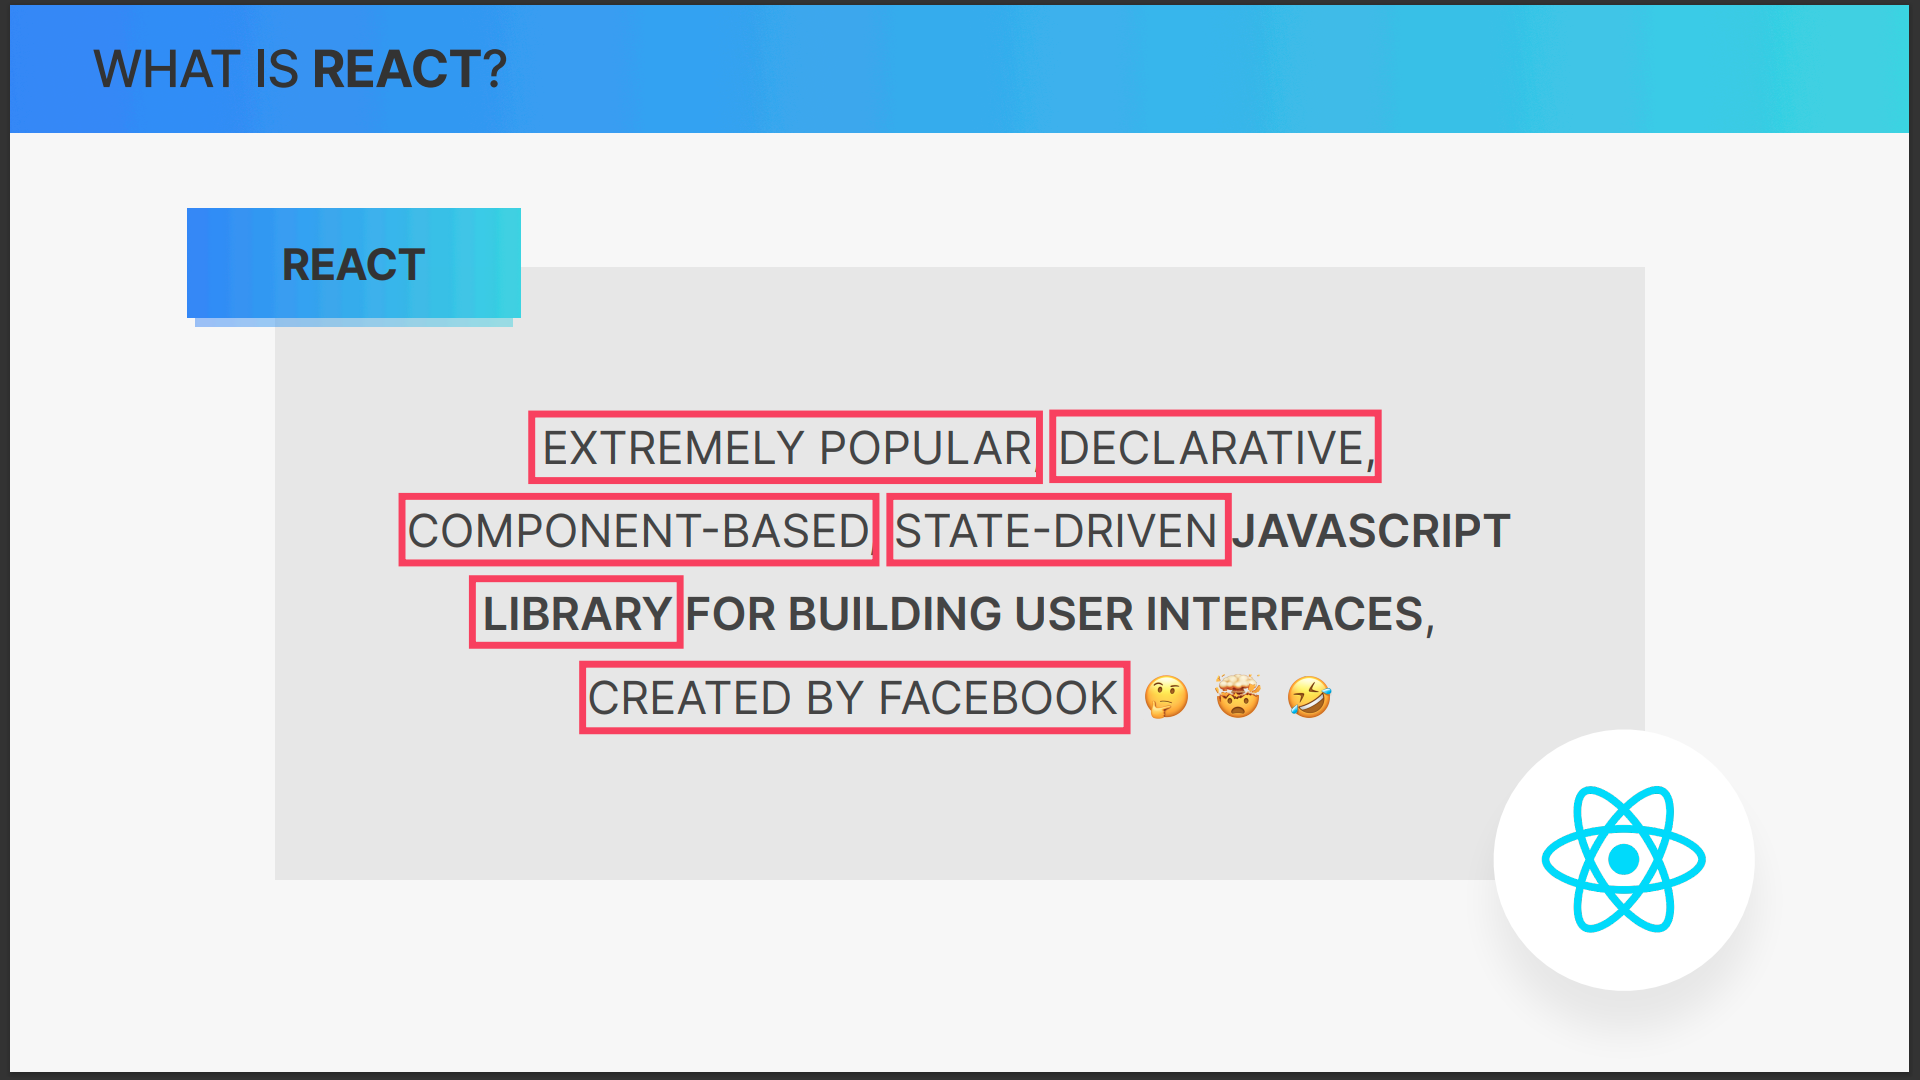 WHAT IS REACT?
REACT
EXTREMELY POPULAR, DECLARATIVE,
COMPONENT-BASED, STATE-DRIVEN JAVASCRIPT
LIBRARY FOR BUILDING USER INTERFACES,
CREATED BY FACEBOOK 🤔 🤯 🤣